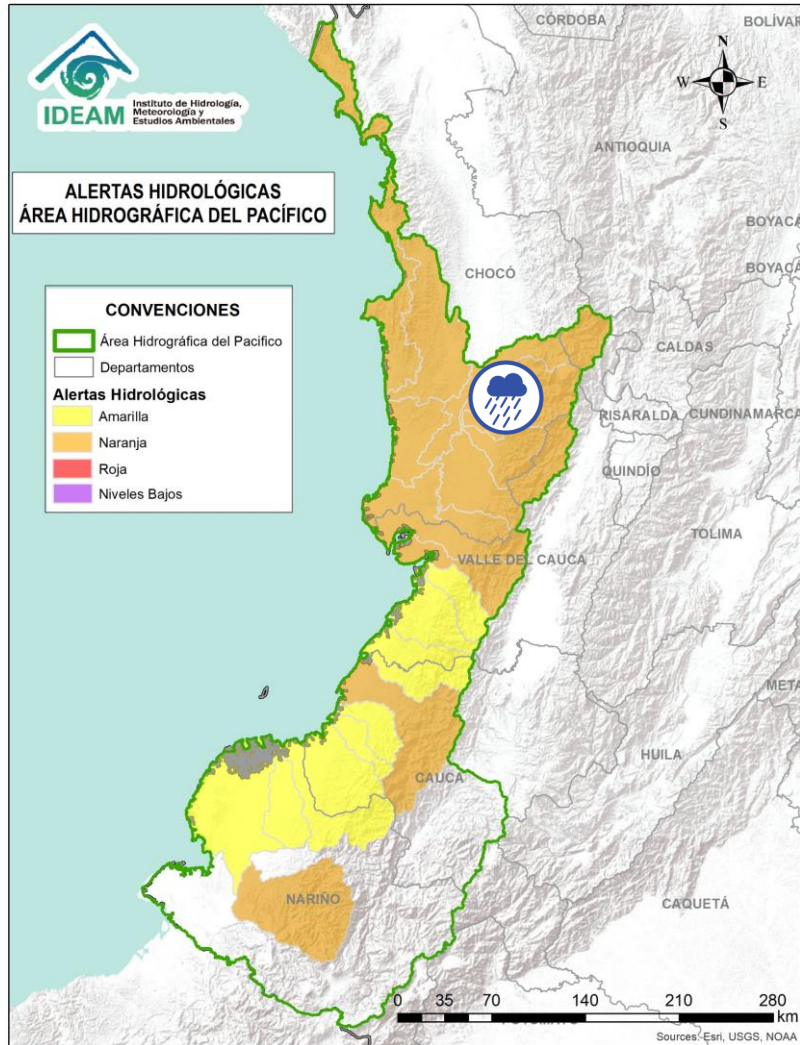 CÓRDOBA
BOLÍVAR
IDEAM
Instituto de Hidrología,
Meteorología y
Estudios Ambientales
N
W E
S
ANTIOQUIA
ALERTAS HIDROLÓGICAS
ÁREA HIDROGRÁFICA DEL PACÍFICO
BOYACÁ
BOYACÁ
CHOCÓ
CONVENCIONES
Área Hidrográfica del Pacifico
Departamentos
Alertas Hidrológicas
Amarilla
Naranja
Roja
Niveles Bajos
CALDAS
RISARALDA
CUNDINAMARCA
QUINDÍO
TOLIMA
VALLE DEL CAUCA
META
HUILA
CAUCA
NARIÑO
CAQUETÁ
0 35 70 140 210 280
km
Sources: Esri, USGS, NOAA